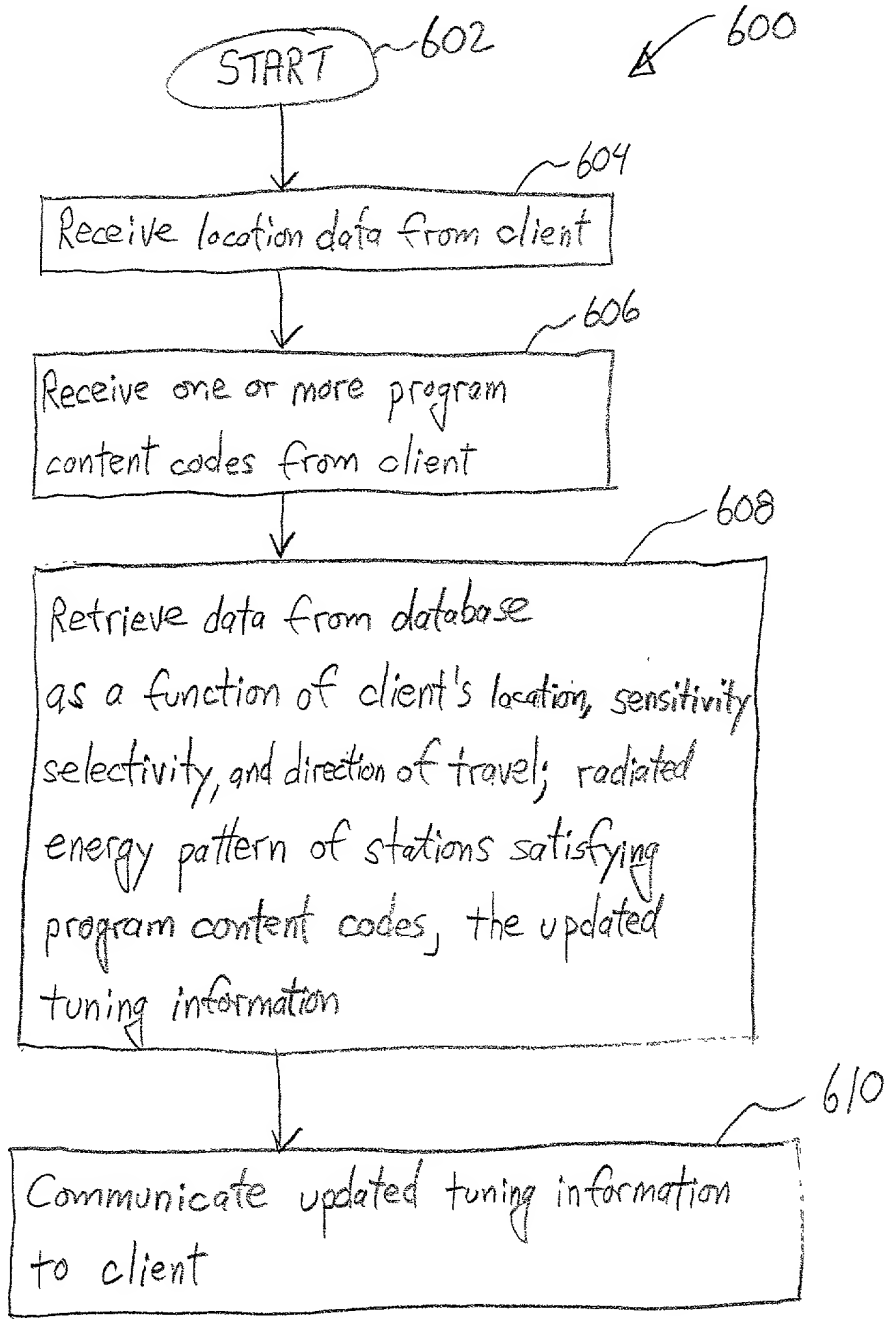 600
START 602
604
Receive location data from client
606
Receive one or more program
content codes from client
608
Retrieve data from database
as a function of client's location, sensitivity
selectivity, and direction of travel; radiated
energy pattern of stations satisfying
program content codes, the updated
tuning information
610
Communicate updated tuning information
to client